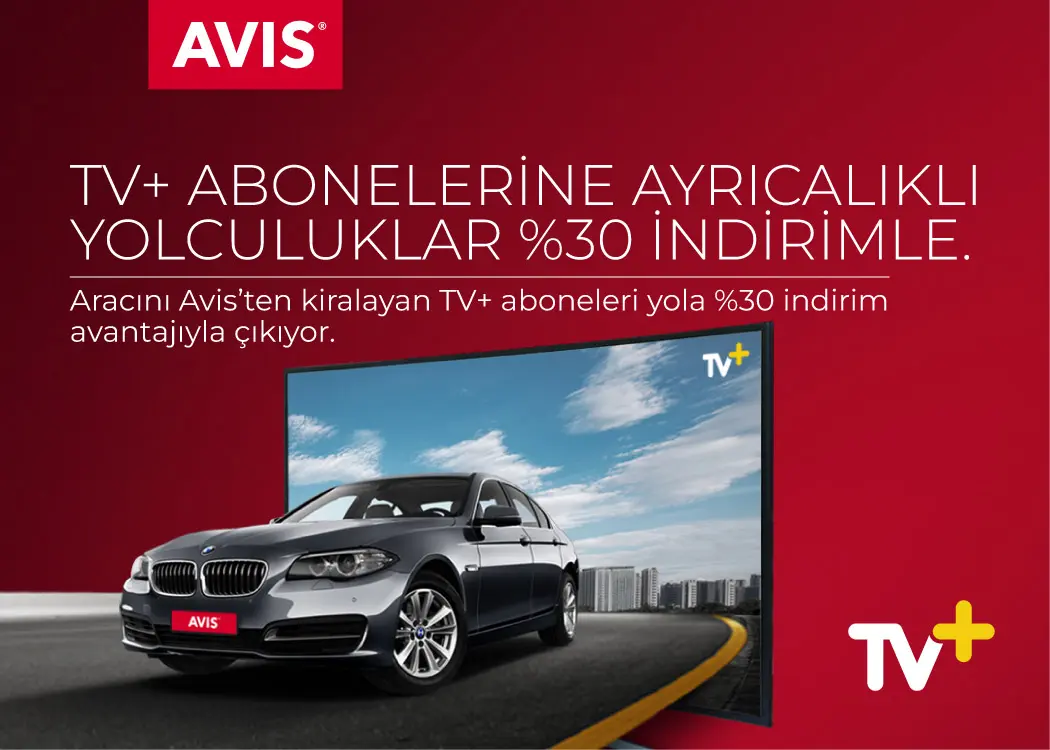 AVIS®
TV+ ABONELERİNE AYRICALIKLI
YOLCULUKLAR %30 İNDİRİMLE.
Aracını Avis’ten kiralayan TV+ aboneleri yola %30 indirim
avantajıyla çıkıyor.
TV+
AVIS
TV+